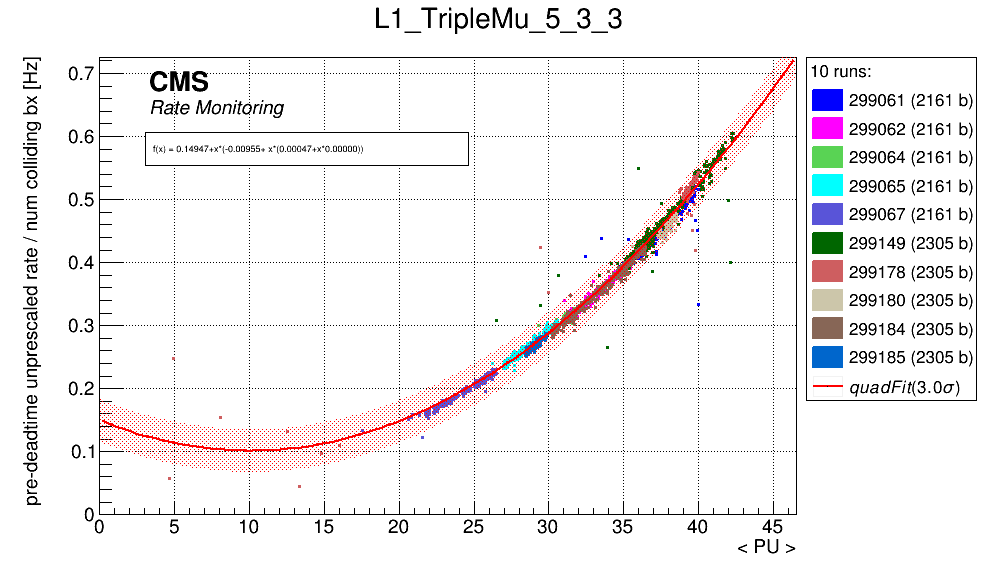 L1_TripleMu_5_3_3
pre-deadtime unprescaled rate / num colliding bx [Hz]
CMS
Rate Monitoring
f(x) = 0.14947+x*(-0.00955+ x*(0.00047+x*0.00000))
0.7
0.6
0.5
0.4
0.3
0.2
0.1
0
0 5 10 15 20 25 30 35 40 45
< PU >
10 runs:
299061 (2161 b)
299062 (2161 b)
299064 (2161 b)
299065 (2161 b)
299067 (2161 b)
299149 (2305 b)
299178 (2305 b)
299180 (2305 b)
299184 (2305 b)
299185 (2305 b)
quadFit(3.0σ)